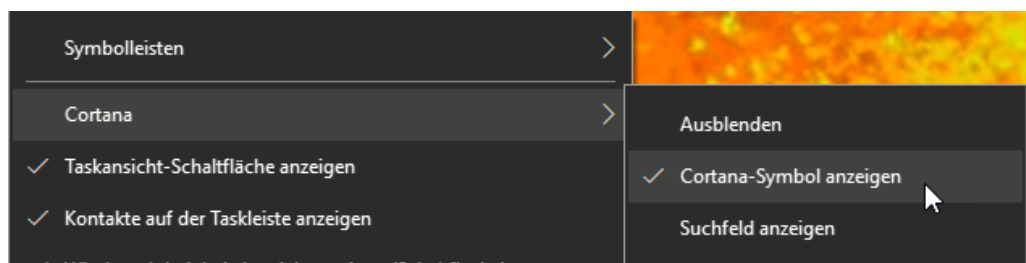 Symbolleisten
Cortana
Taskansicht-Schaltfläche anzeigen
Kontakte auf der Taskleiste anzeigen
Ausblenden
Cortana-Symbol anzeigen
Suchfeld anzeigen